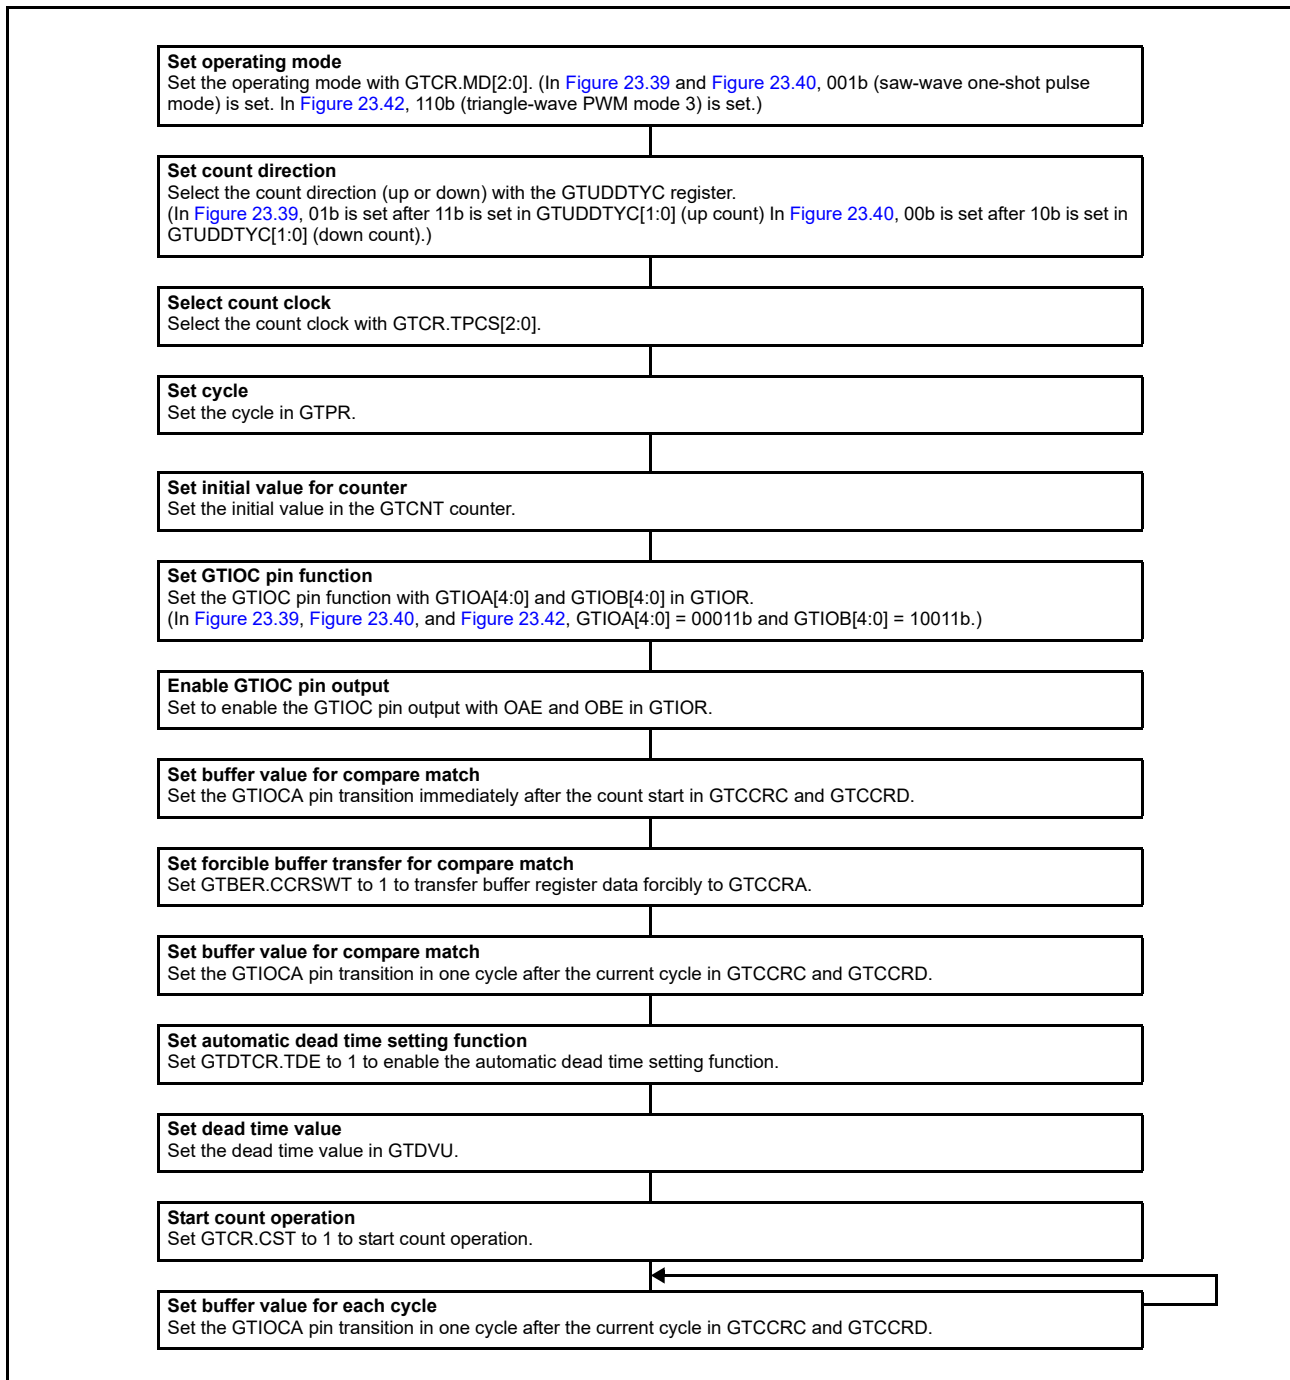 Set operating mode
Set the operating mode with GTCR.MD[2:0]. (In Figure 23.39 and Figure 23.40, 001b (saw-wave one-shot pulse
mode) is set. In Figure 23.42, 110b (triangle-wave PWM mode 3) is set.)
Set count direction
Select the count direction (up or down) with the GTUDDTYC register.
(In Figure 23.39, 01b is set after 11b is set in GTUDDTYC[1:0] (up count) In Figure 23.40, 00b is set after 10b is set in
GTUDDTYC[1:0] (down count).)
Select count clock
Select the count clock with GTCR.TPCS[2:0].
Set cycle
Set the cycle in GTPR.
Set initial value for counter
Set the initial value in the GTCNT counter.
Set GTIOC pin function
Set the GTIOC pin function with GTIOA[4:0] and GTIOB[4:0] in GTIOR.
(In Figure 23.39, Figure 23.40, and Figure 23.42, GTIOA[4:0] = 00011b and GTIOB[4:0] = 10011b.)
Enable GTIOC pin output
Set to enable the GTIOC pin output with OAE and OBE in GTIOR.
Set buffer value for compare match
Set the GTIOCA pin transition immediately after the count start in GTCCRC and GTCCRD.
Set forcible buffer transfer for compare match
Set GTBER.CCRSWT to 1 to transfer buffer register data forcibly to GTCCRA.
Set buffer value for compare match
Set the GTIOCA pin transition in one cycle after the current cycle in GTCCRC and GTCCRD.
Set automatic dead time setting function
Set GTDTCR.TDE to 1 to enable the automatic dead time setting function.
Set dead time value
Set the dead time value in GTDVU.
Start count operation
Set GTCR.CST to 1 to start count operation.
Set buffer value for each cycle
Set the GTIOCA pin transition in one cycle after the current cycle in GTCCRC and GTCCRD.